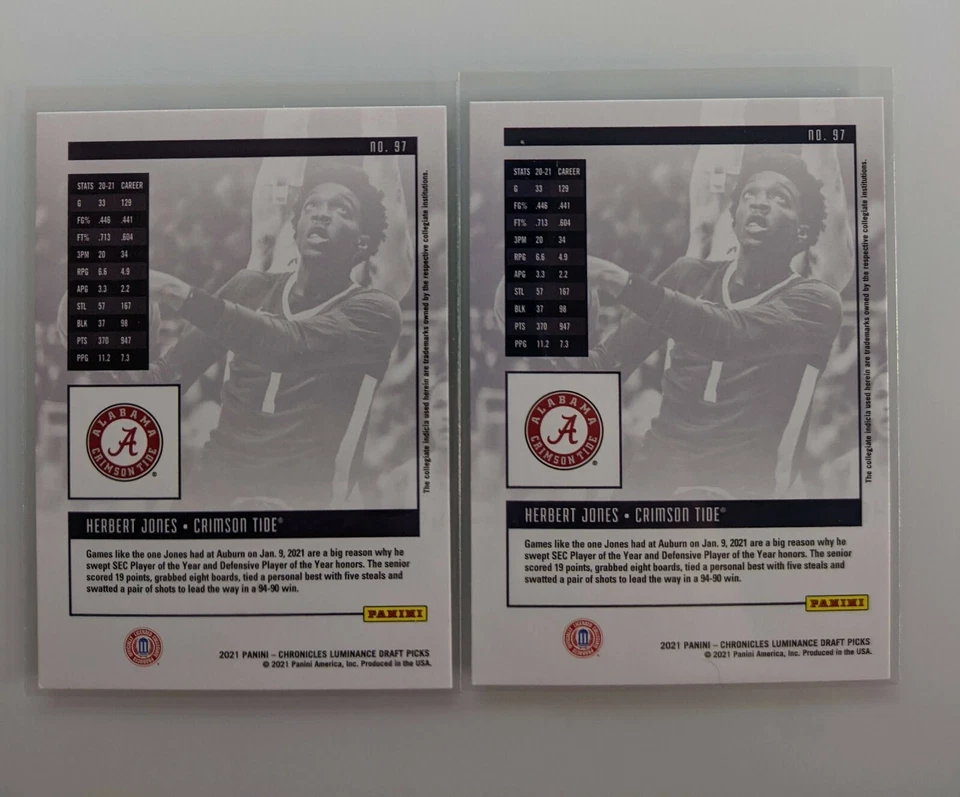 NO. 97
STATS 20-21 CAREER
G 33 129
FG% .446 .441
FT% .713 .604
3PM 20 34
RPG 6.6 4.9
APG 3.3 2.2
STL 57 167
BLK 37 98
PTS 370 947
PPG 11.2 7.3
The collegiate indicia used herein are trademarks owned by the respective collegiate institutions.
ALABAMA
A
CRIMSON TIDE®
HERBERT JONES • CRIMSON TIDE®
Games like the one Jones had at Auburn on Jan. 9, 2021 are a big reason why he
swept SEC Player of the Year and Defensive Player of the Year honors. The senior
scored 19 points, grabbed eight boards, tied a personal best with five steals and
swatted a pair of shots to lead the way in a 94-90 win.
PANINI
2021 PANINI – CHRONICLES LUMINANCE DRAFT PICKS
© 2021 Panini America, Inc. Produced in the USA.
NO. 97
STATS 20-21 CAREER
G 33 129
FG% .446 .441
FT% .713 .604
3PM 20 34
RPG 6.6 4.9
APG 3.3 2.2
STL 57 167
BLK 37 98
PTS 370 947
PPG 11.2 7.3
The collegiate indicia used herein are trademarks owned by the respective collegiate institutions.
ALABAMA
A
CRIMSON TIDE®
HERBERT JONES • CRIMSON TIDE®
Games like the one Jones had at Auburn on Jan. 9, 2021 are a big reason why he
swept SEC Player of the Year and Defensive Player of the Year honors. The senior
scored 19 points, grabbed eight boards, tied a personal best with five steals and
swatted a pair of shots to lead the way in a 94-90 win.
PANINI
2021 PANINI – CHRONICLES LUMINANCE DRAFT PICKS
© 2021 Panini America, Inc. Produced in the USA.